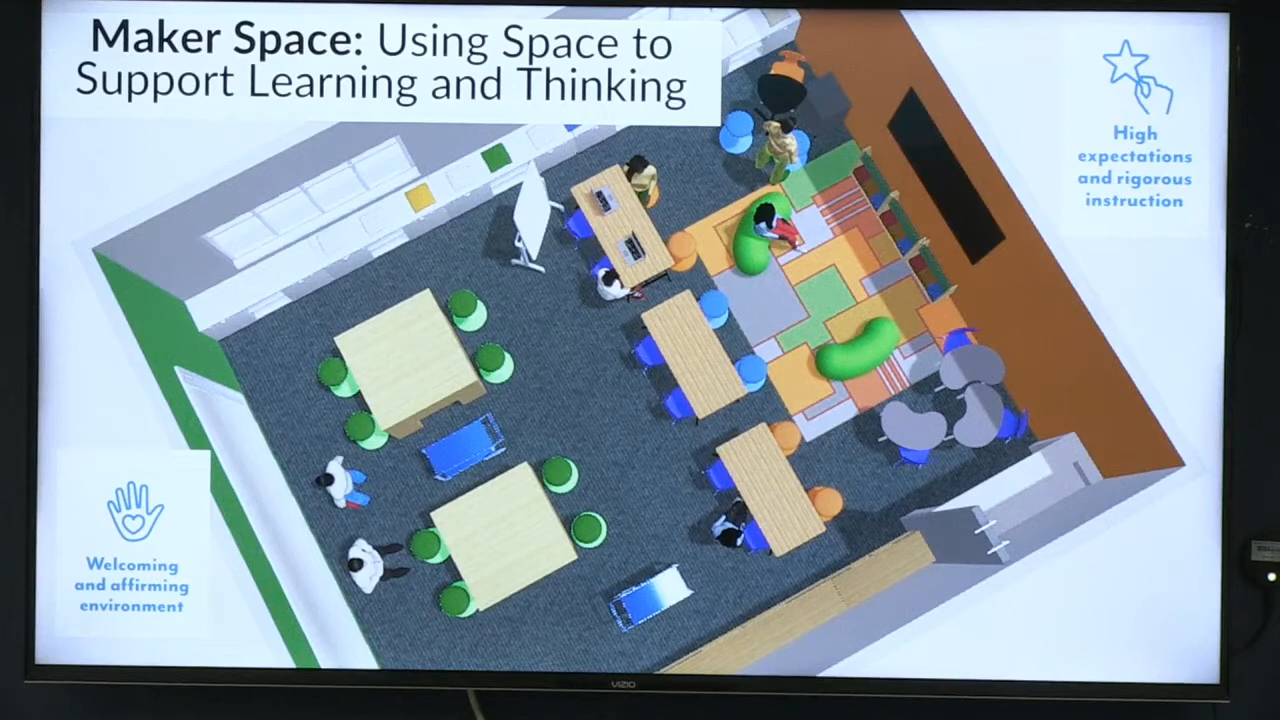 Maker Space: Using Space to
Support Learning and Thinking
High
expectations
and rigorous
instruction
Welcoming
and affirming
environment
VIZIO